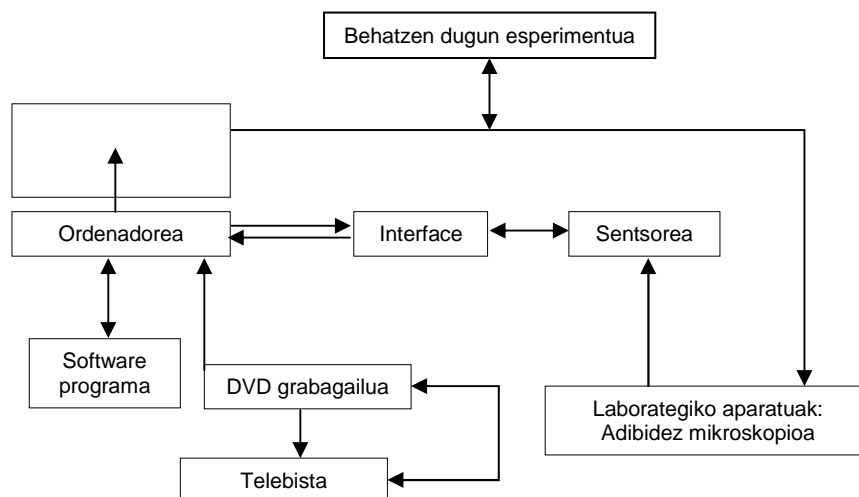 Behatzen dugun esperimentua
Ordenadorea
Interface
Sentsorea
Software
programa
DVD grabagailua
Laborategiko aparatuak:
Adibidez mikroskopioa
Telebista